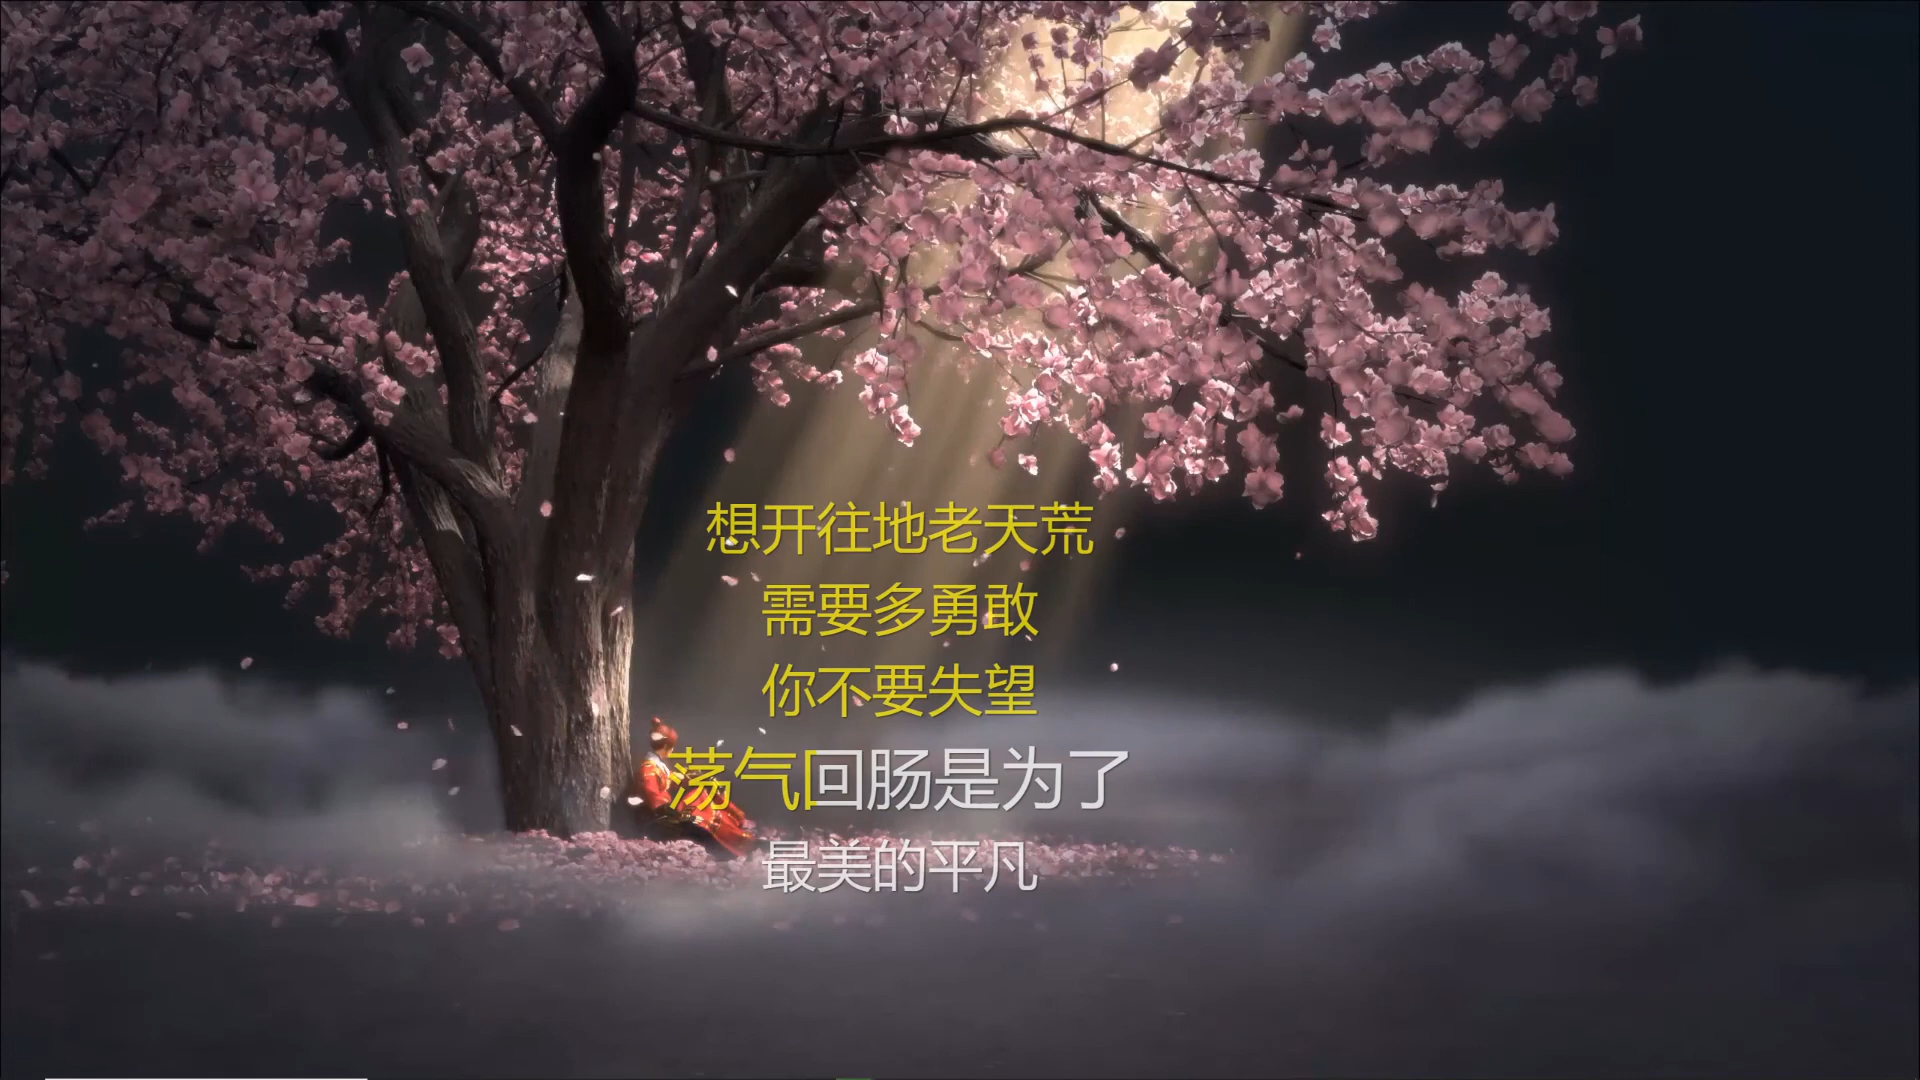 想开往地老天荒
需要多勇敢
你不要失望
荡气回肠是为了
最美的平凡